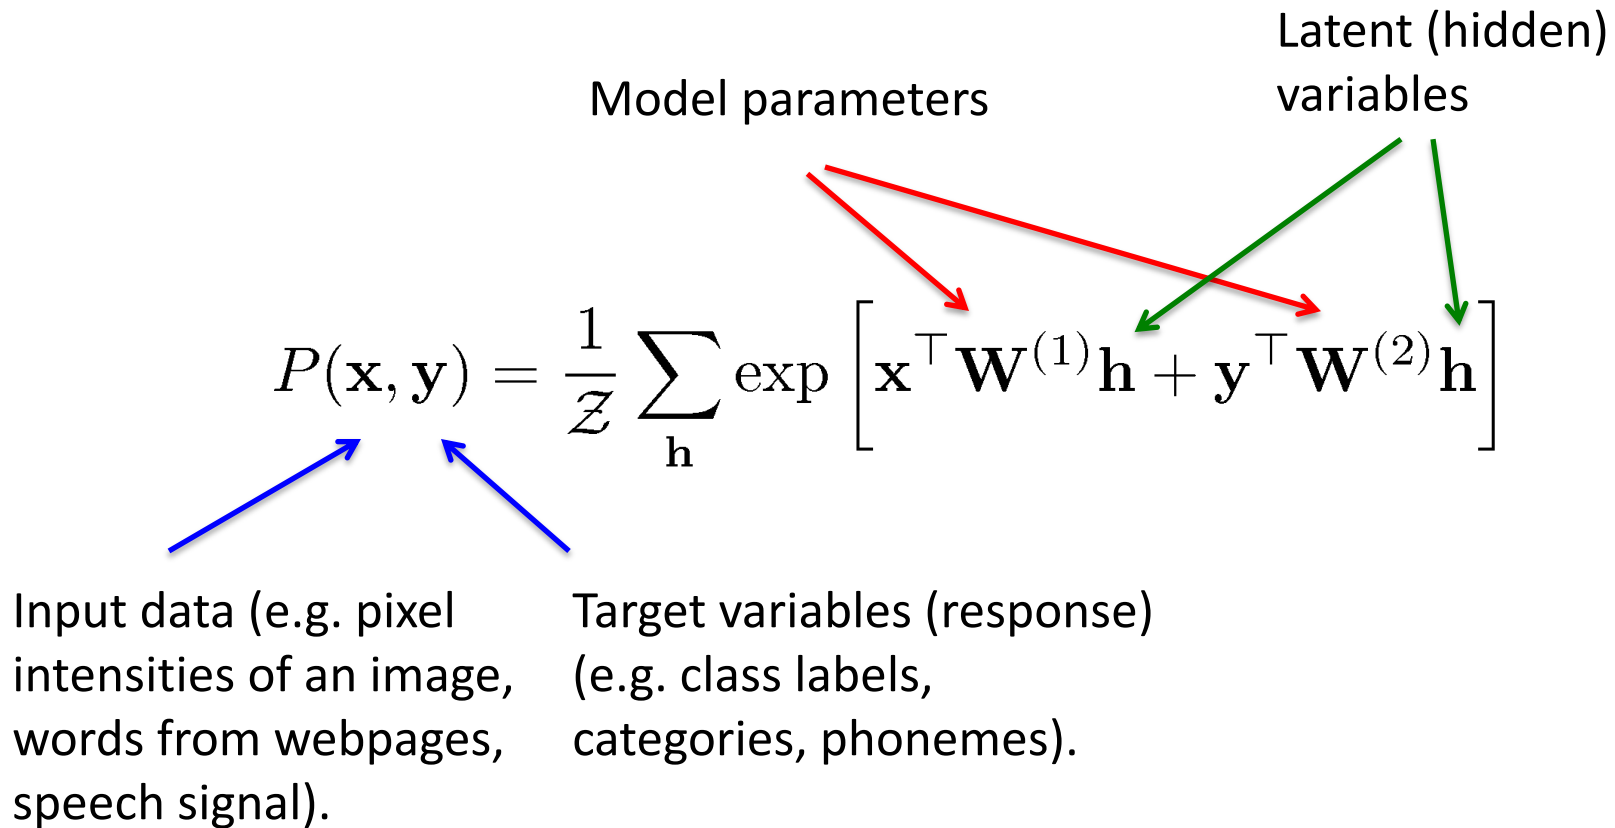 Latent (hidden)
variables
Model parameters
P(x, y) = 1/𝒵 ∑_h exp [x^⊤ W^(1) h + y^⊤ W^(2) h]
Input data (e.g. pixel
intensities of an image,
words from webpages,
speech signal).
Target variables (response)
(e.g. class labels,
categories, phonemes).